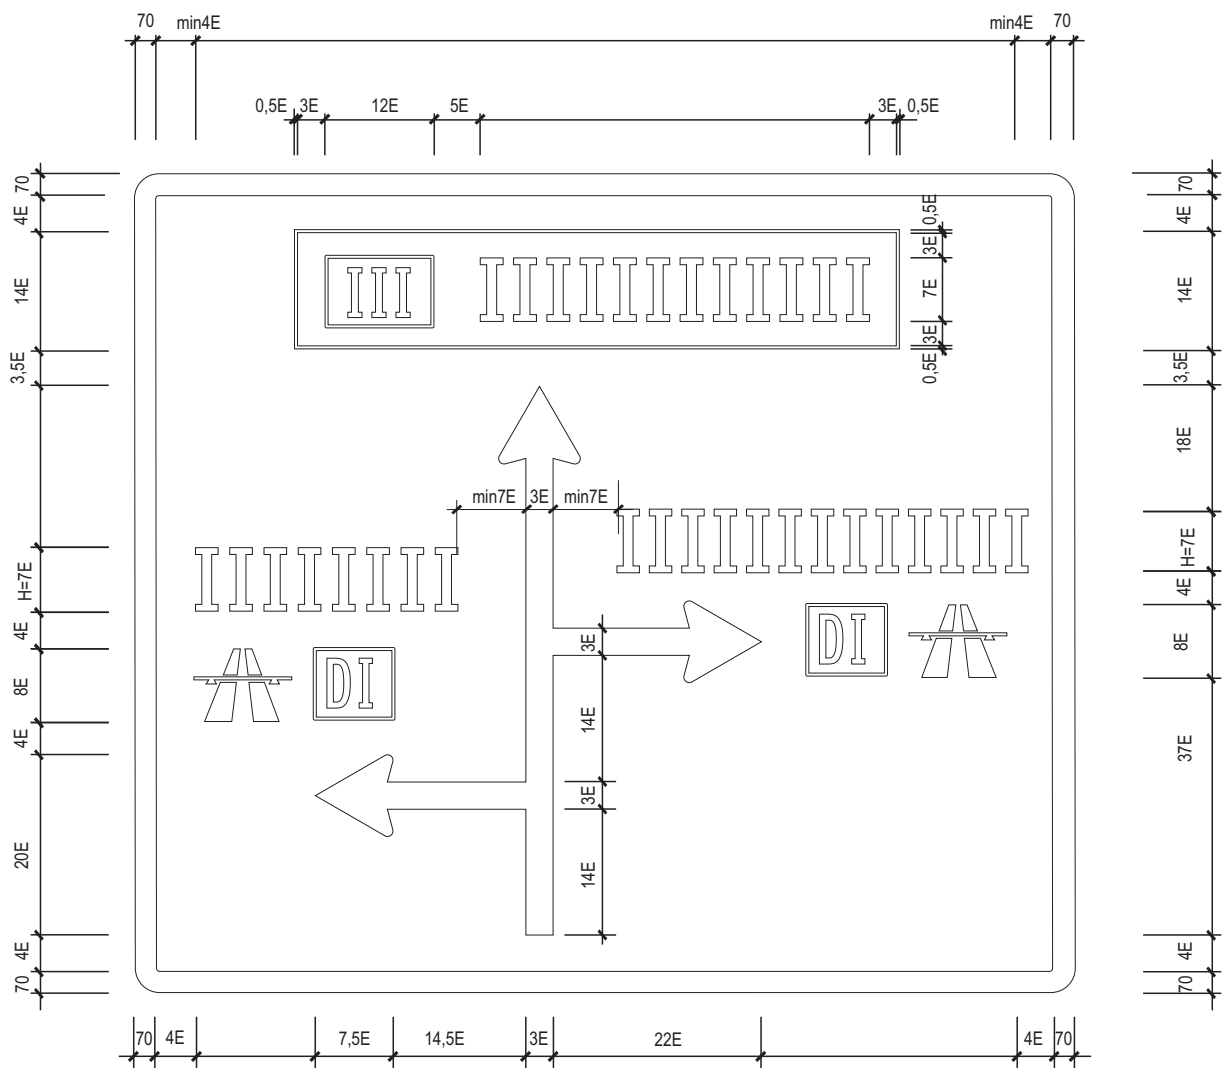 70 min4E min4E 70
0,5E 3E 12E 5E 3E 0,5E
70 70
4E 4E
0,5E
3E
14E III IIIIIIIIIIII 7E 14E
3E
0,5E
3,5E 3,5E
18E
min7E 3E min7E
H=7E IIIIIIII IIIIIIIIIIIII H=7E
4E 4E
4E 3E DI 8E
8E DI
14E
4E 37E
3E
20E 14E
4E 4E
70 70
70 4E 7,5E 14,5E 3E 22E 4E 70